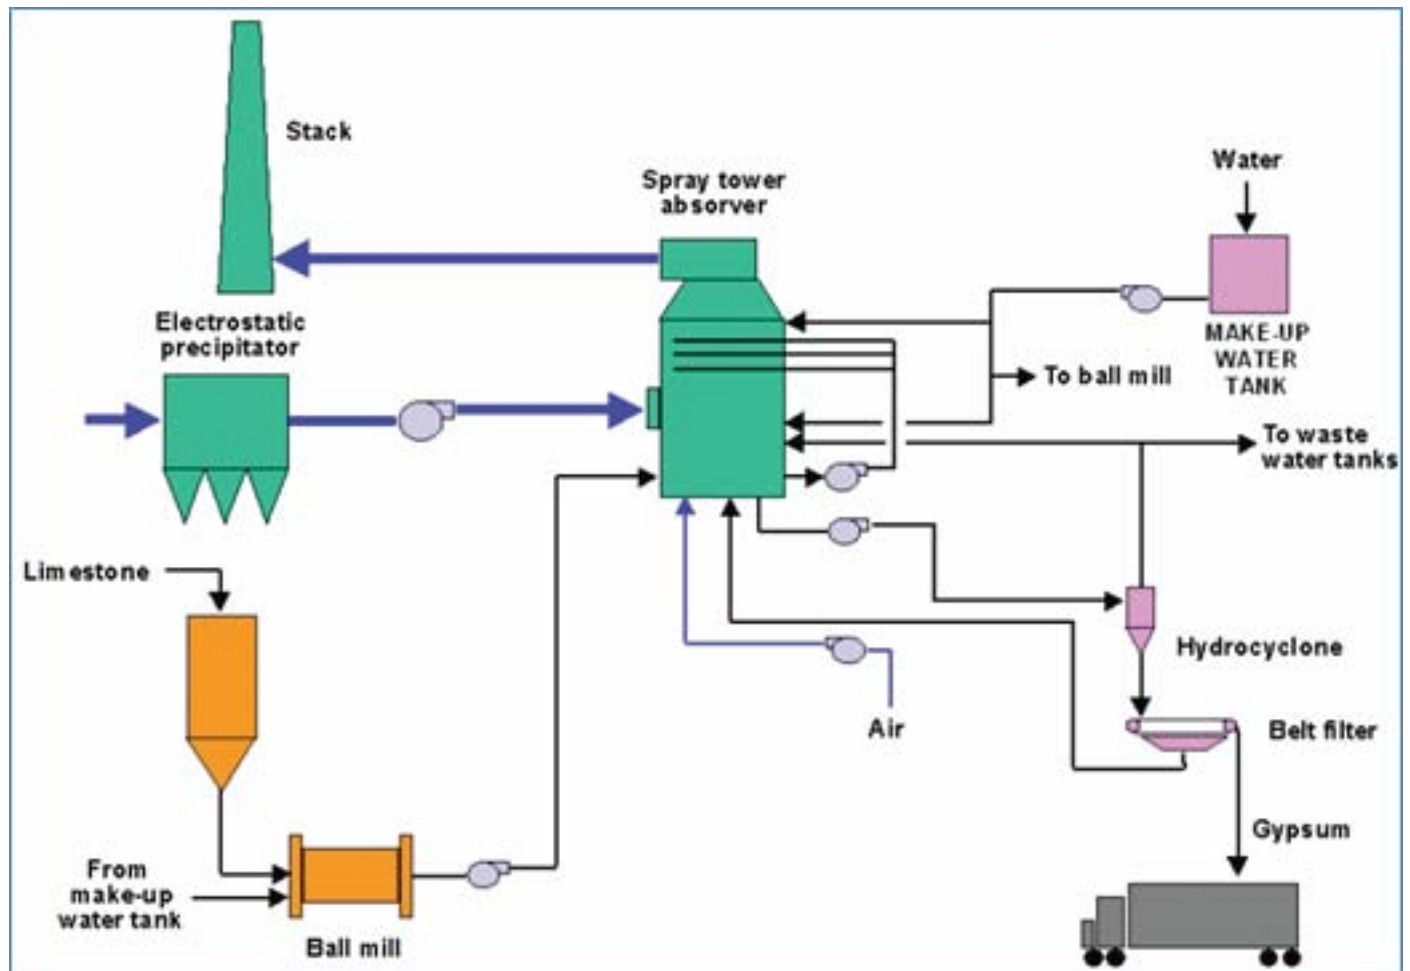 Stack
Water
Spray tower
absorver
Electrostatic
precipitator
MAKE-UP
WATER
TANK
To ball mill
To waste
water tanks
Limestone
Hydrocyclone
Air
Belt filter
Gypsum
From
make-up
water tank
Ball mill